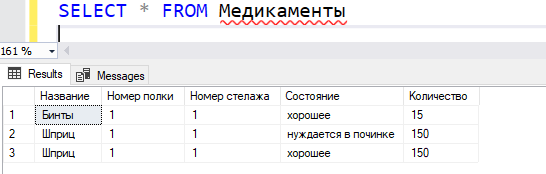 SELECT * FROM Медикаменты
161 %
Results Messages
Название Номер полки Номер стелажа Состояние Количество
1 Бинты 1 1 хорошее 15
2 Шприц 1 1 нуждается в починке 150
3 Шприц 1 1 хорошее 150